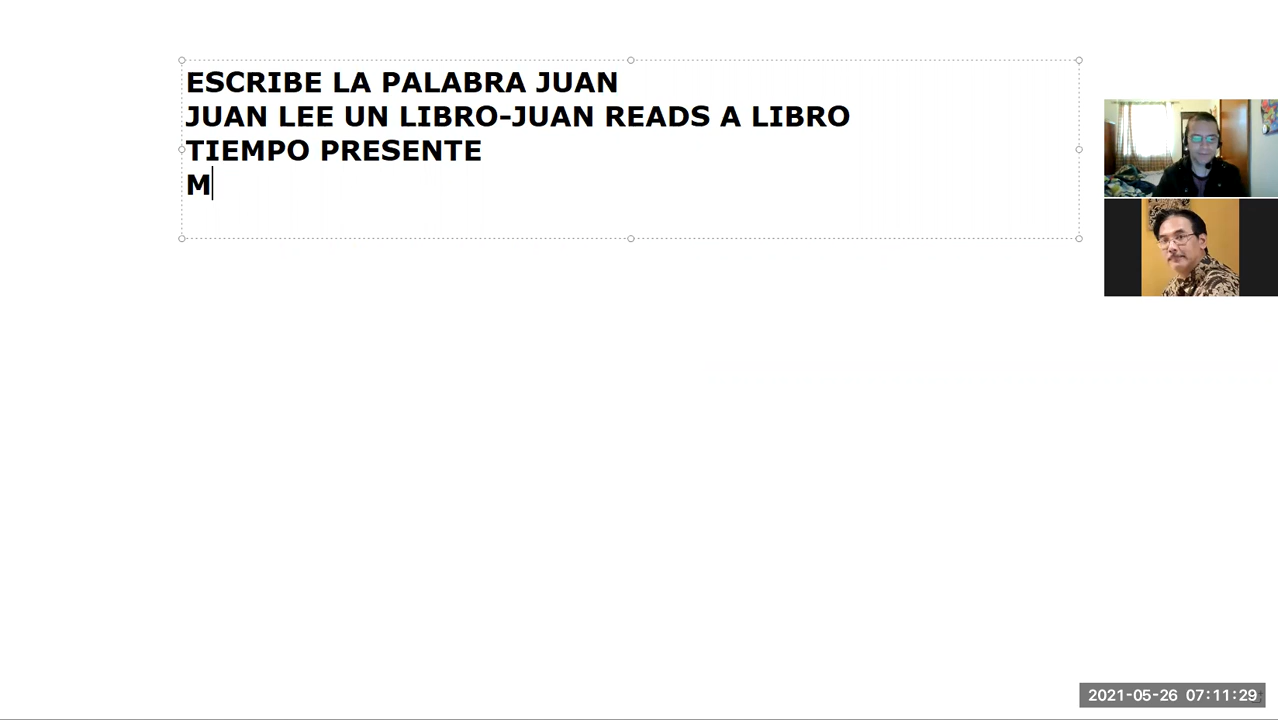 ESCRIBE LA PALABRA JUAN
JUAN LEE UN LIBRO-JUAN READS A LIBRO
TIEMPO PRESENTE
M
2021-05-26 07:11:29